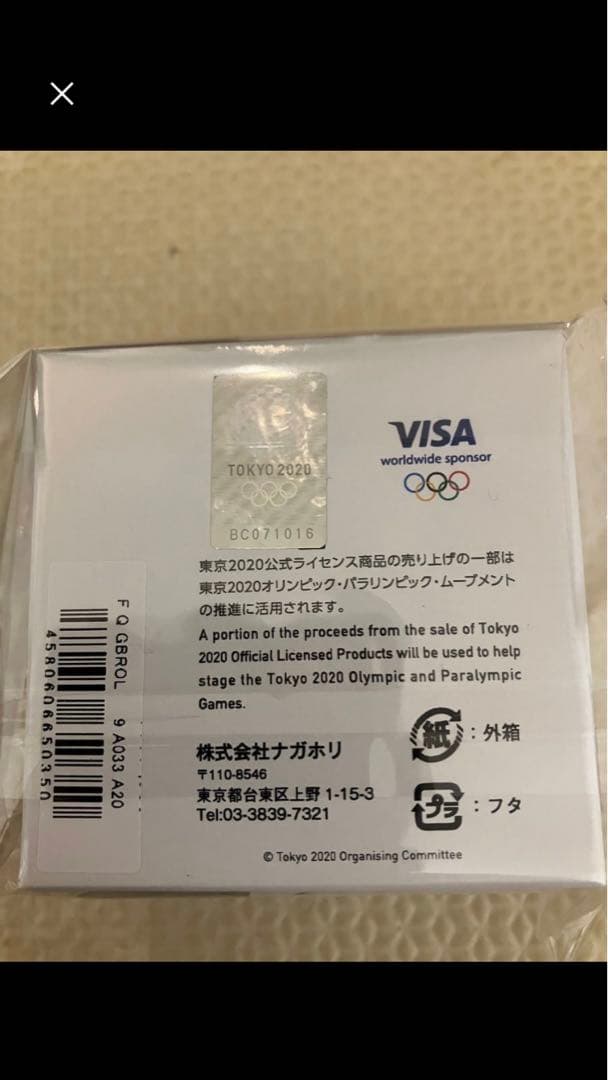 TOKYO 2020
BC071016
VISA
worldwide sponsor
東京2020公式ライセンス商品の売り上げの一部は
東京2020オリンピック・パラリンピック・ムーブメント
の推進に活用されます。
A portion of the proceeds from the sale of Tokyo
2020 Official Licensed Products will be used to help
stage the Tokyo 2020 Olympic and Paralympic
Games.
株式会社ナガホリ
〒110-8546
東京都台東区上野 1-15-3
Tel:03-3839-7321
紙：外箱
プラ：フタ
© Tokyo 2020 Organising Committee
F Q GBROL 9 A033 A20
4580606650350